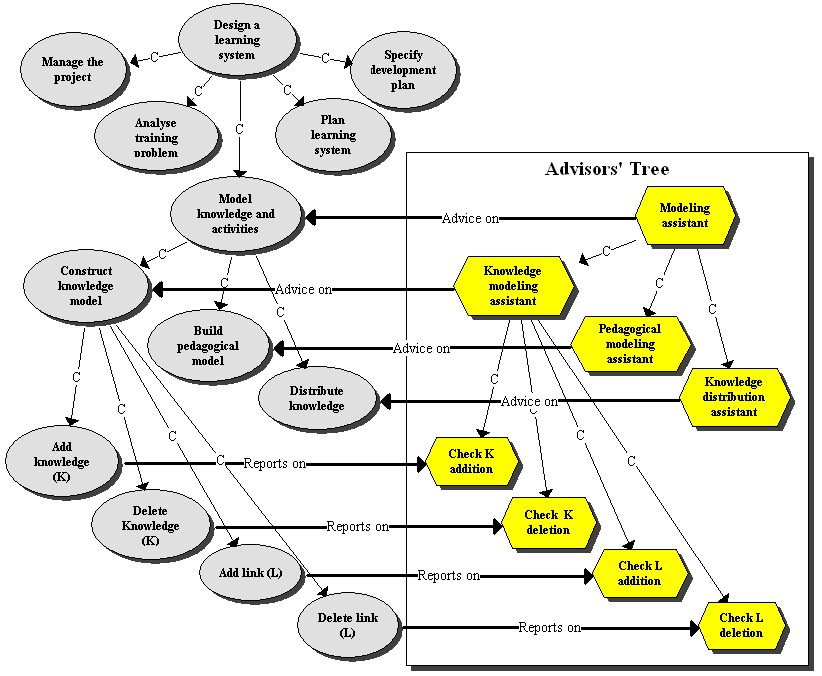 Design a
learning
system
Manage the
project
Specify
development
plan
C
C
C
C
C
Analyse
training
problem
Plan
learning
system
Advisors' Tree
Model
knowledge and
activities
Advice on
Modeling
assistant
C
C
C
C
C
C
Construct
knowledge
model
Advice on
Knowledge
modeling
assistant
Build
pedagogical
model
Advice on
Pedagogical
modeling
assistant
Distribute
knowledge
Advice on
Knowledge
distribution
assistant
C
C
C
C
C
C
C
C
Add
knowledge
(K)
Reports on
Check K
addition
Delete
Knowledge
(K)
Reports on
Check K
deletion
Add link (L)
Reports on
Check L
addition
Delete link
(L)
Reports on
Check L
deletion